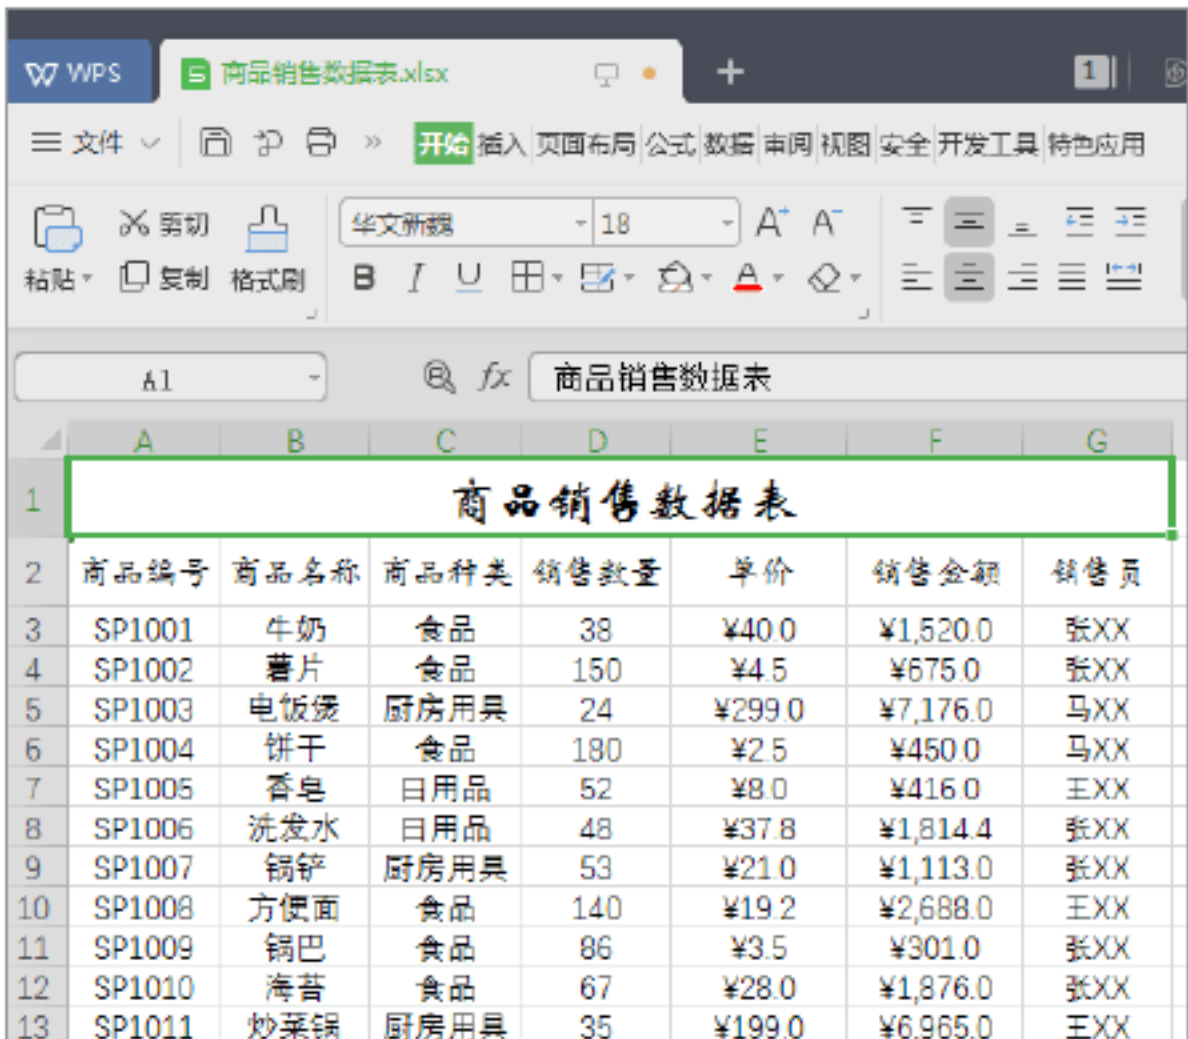 WPS 商品销售数据表.xlsx + 1
文件 开始 插入 页面布局 公式 数据 审阅 视图 安全 开发工具 特色应用
剪切 华文新魏 18 A+ A-
粘贴 复制 格式刷 B I U A
A1 fx 商品销售数据表
A B C D E F G
1 商品销售数据表
2 商品编号 商品名称 商品种类 销售数量 单价 销售金额 销售员
3 SP1001 牛奶 食品 38 ¥40.0 ¥1,520.0 张XX
4 SP1002 薯片 食品 150 ¥4.5 ¥675.0 张XX
5 SP1003 电饭煲 厨房用具 24 ¥299.0 ¥7,176.0 马XX
6 SP1004 饼干 食品 180 ¥2.5 ¥450.0 马XX
7 SP1005 香皂 日用品 52 ¥8.0 ¥416.0 王XX
8 SP1006 洗发水 日用品 48 ¥37.8 ¥1,814.4 张XX
9 SP1007 锅铲 厨房用具 53 ¥21.0 ¥1,113.0 张XX
10 SP1008 方便面 食品 140 ¥19.2 ¥2,688.0 王XX
11 SP1009 锅巴 食品 86 ¥3.5 ¥301.0 张XX
12 SP1010 海苔 食品 67 ¥28.0 ¥1,876.0 张XX
13 SP1011 炒菜锅 厨房用具 35 ¥199.0 ¥6,965.0 王XX